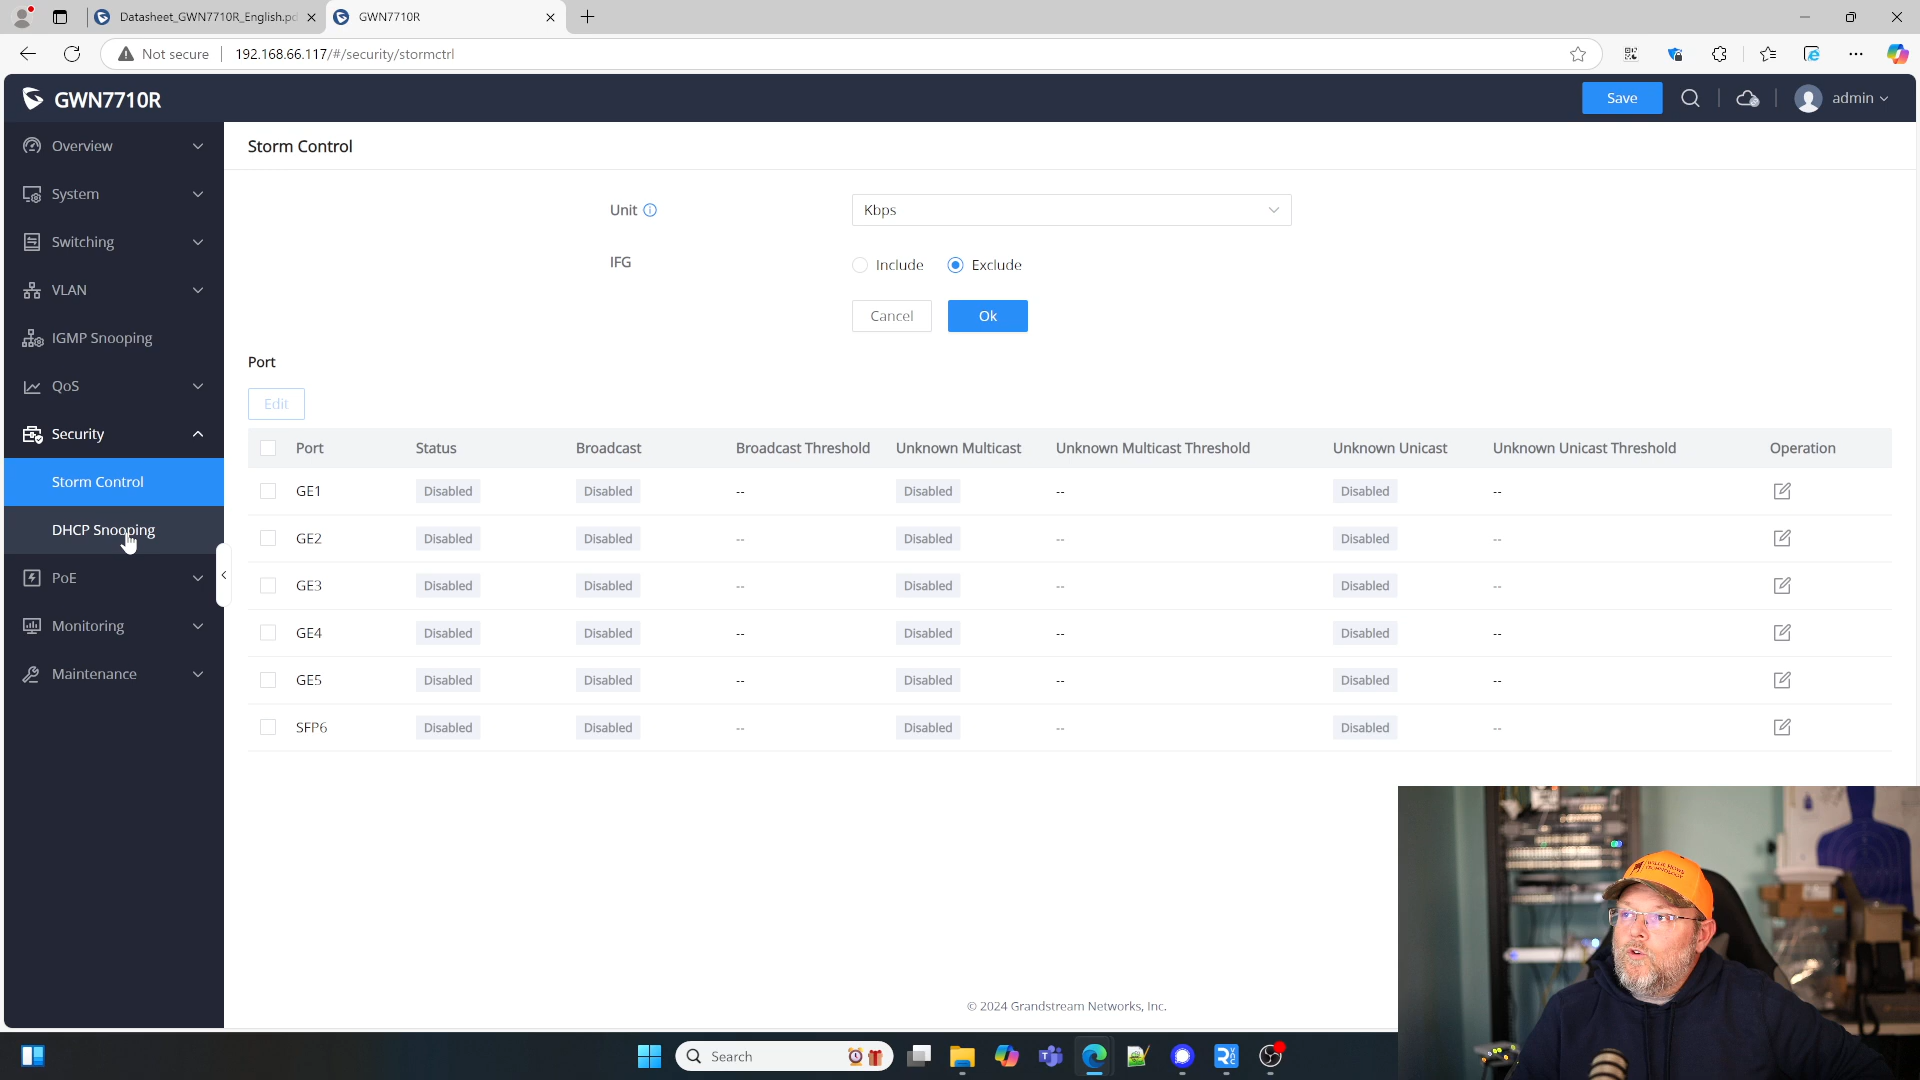 Datasheet_GWN7710R_English.pd
GWN7710R
Not secure
192.168.66.117/#/security/stormctrl
GWN7710R
Save
admin
Overview
System
Switching
VLAN
IGMP Snooping
QoS
Security
Storm Control
DHCP Snooping
PoE
Monitoring
Maintenance
Storm Control
Unit
Kbps
IFG
Include
Exclude
Cancel
Ok
Port
Edit
Port Status Broadcast Broadcast Threshold Unknown Multicast Unknown Multicast Threshold Unknown Unicast Unknown Unicast Threshold Operation
GE1 Disabled Disabled -- Disabled -- Disabled --
GE2 Disabled Disabled -- Disabled -- Disabled --
GE3 Disabled Disabled -- Disabled -- Disabled --
GE4 Disabled Disabled -- Disabled -- Disabled --
GE5 Disabled Disabled -- Disabled -- Disabled --
SFP6 Disabled Disabled -- Disabled -- Disabled --
© 2024 Grandstream Networks, Inc.
Search